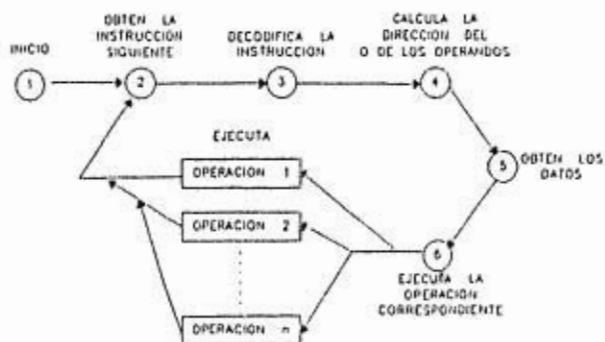 INICIO
1
OBTEN LA
INSTRUCCION
SIGUIENTE
2
DECODIFICA LA
INSTRUCCION
3
CALCULA LA
DIRECCION DEL
O DE LOS OPERANDOS
4
5
OBTEN LOS
DATOS
6
EJECUTA LA
OPERACION
CORRESPONDIENTE
EJECUTA
OPERACION 1
OPERACION 2
OPERACION n